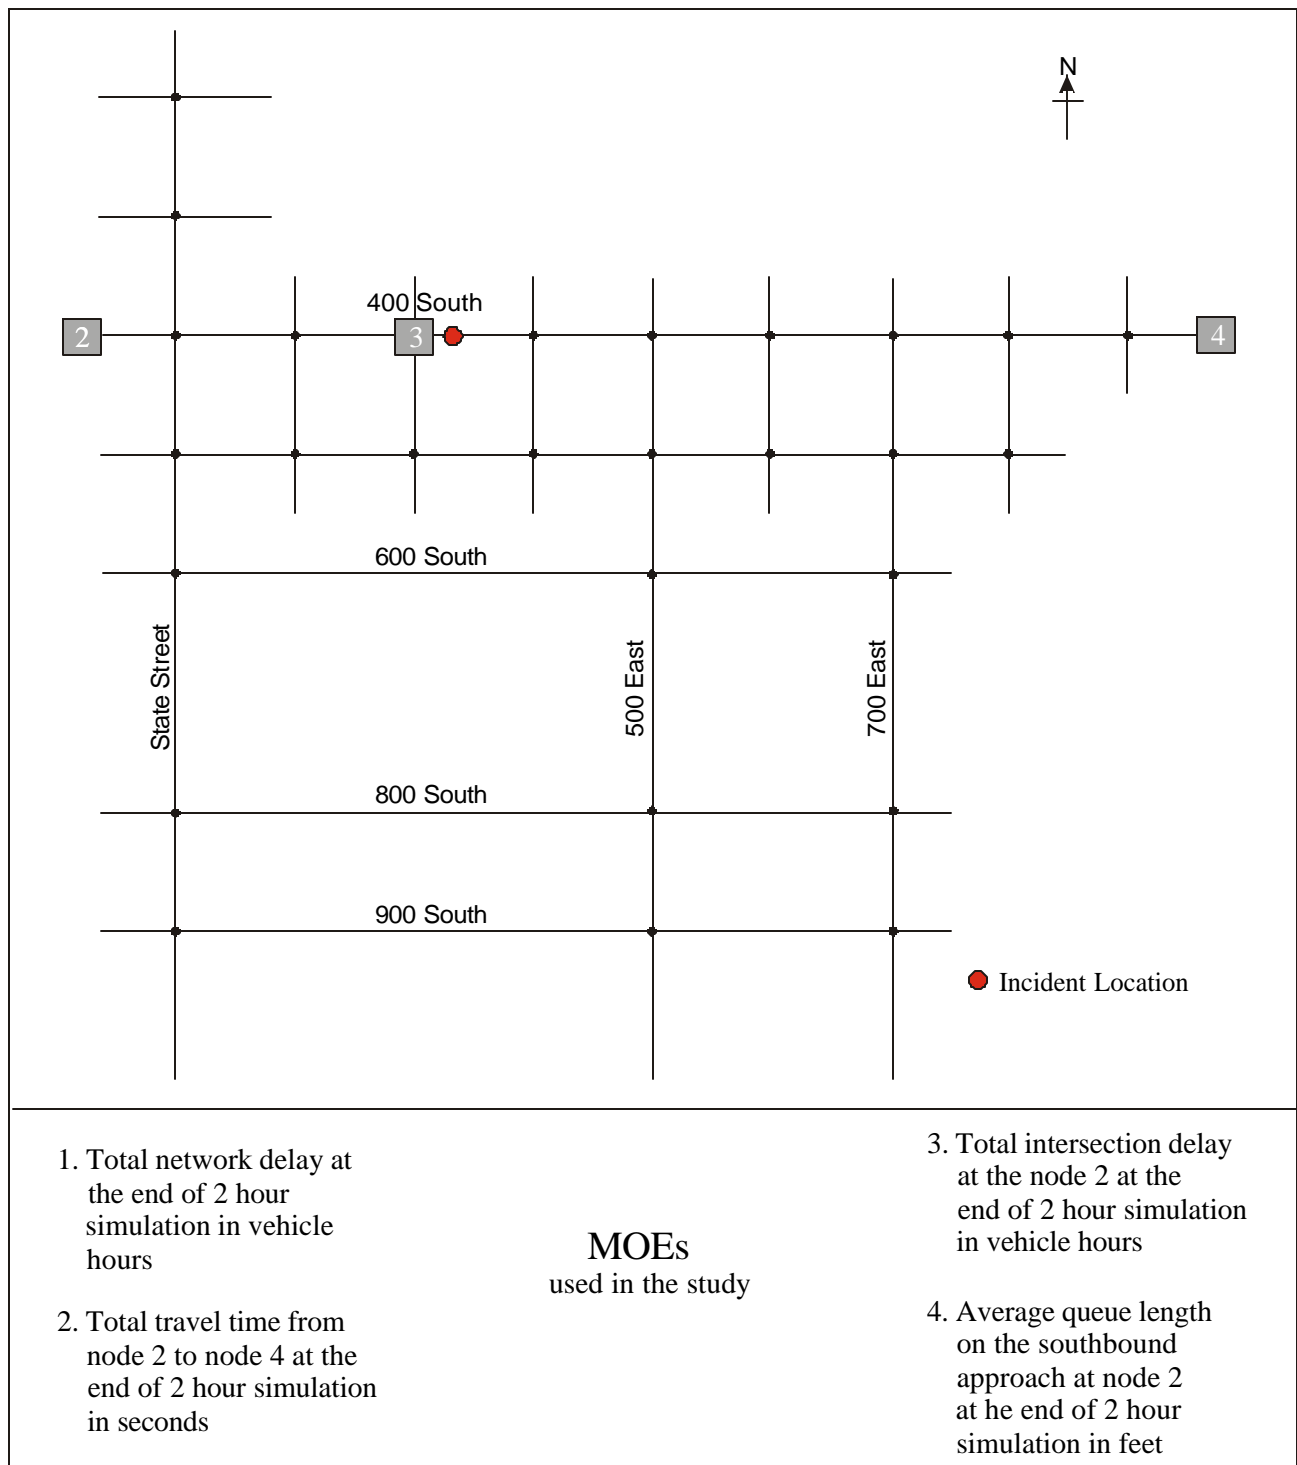 N
400 South
2
3
4
600 South
State Street
500 East
700 East
800 South
900 South
Incident Location
1. Total network delay at
the end of 2 hour
simulation in vehicle
hours
2. Total travel time from
node 2 to node 4 at the
end of 2 hour simulation
in seconds
MOEs
used in the study
3. Total intersection delay
at the node 2 at the
end of 2 hour simulation
in vehicle hours
4. Average queue length
on the southbound
approach at node 2
at he end of 2 hour
simulation in feet